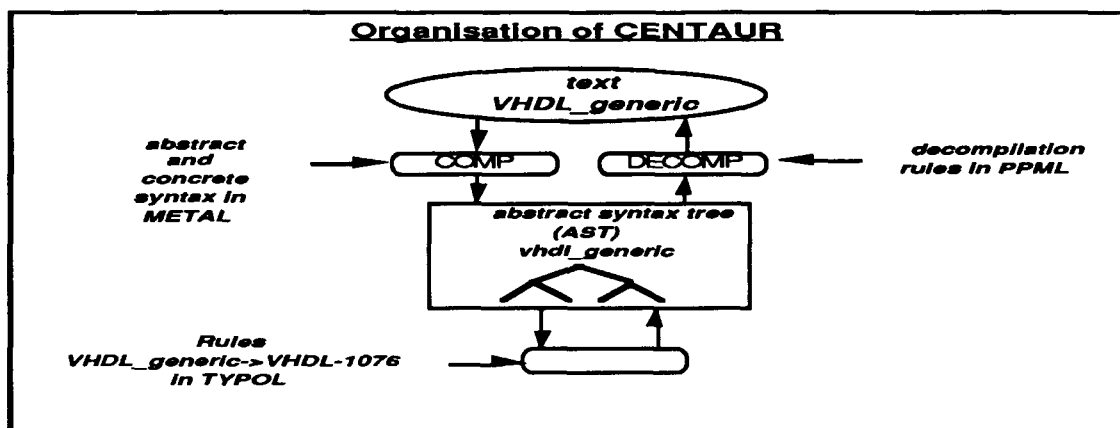 Organisation of CENTAUR
text
VHDL_generic
abstract
and
concrete
syntax in
METAL
COMP
DECOMP
decompilation
rules in PPML
abstract syntax tree
(AST)
vhdl_generic
Rules
VHDL_generic->VHDL-1076
in TYPOL